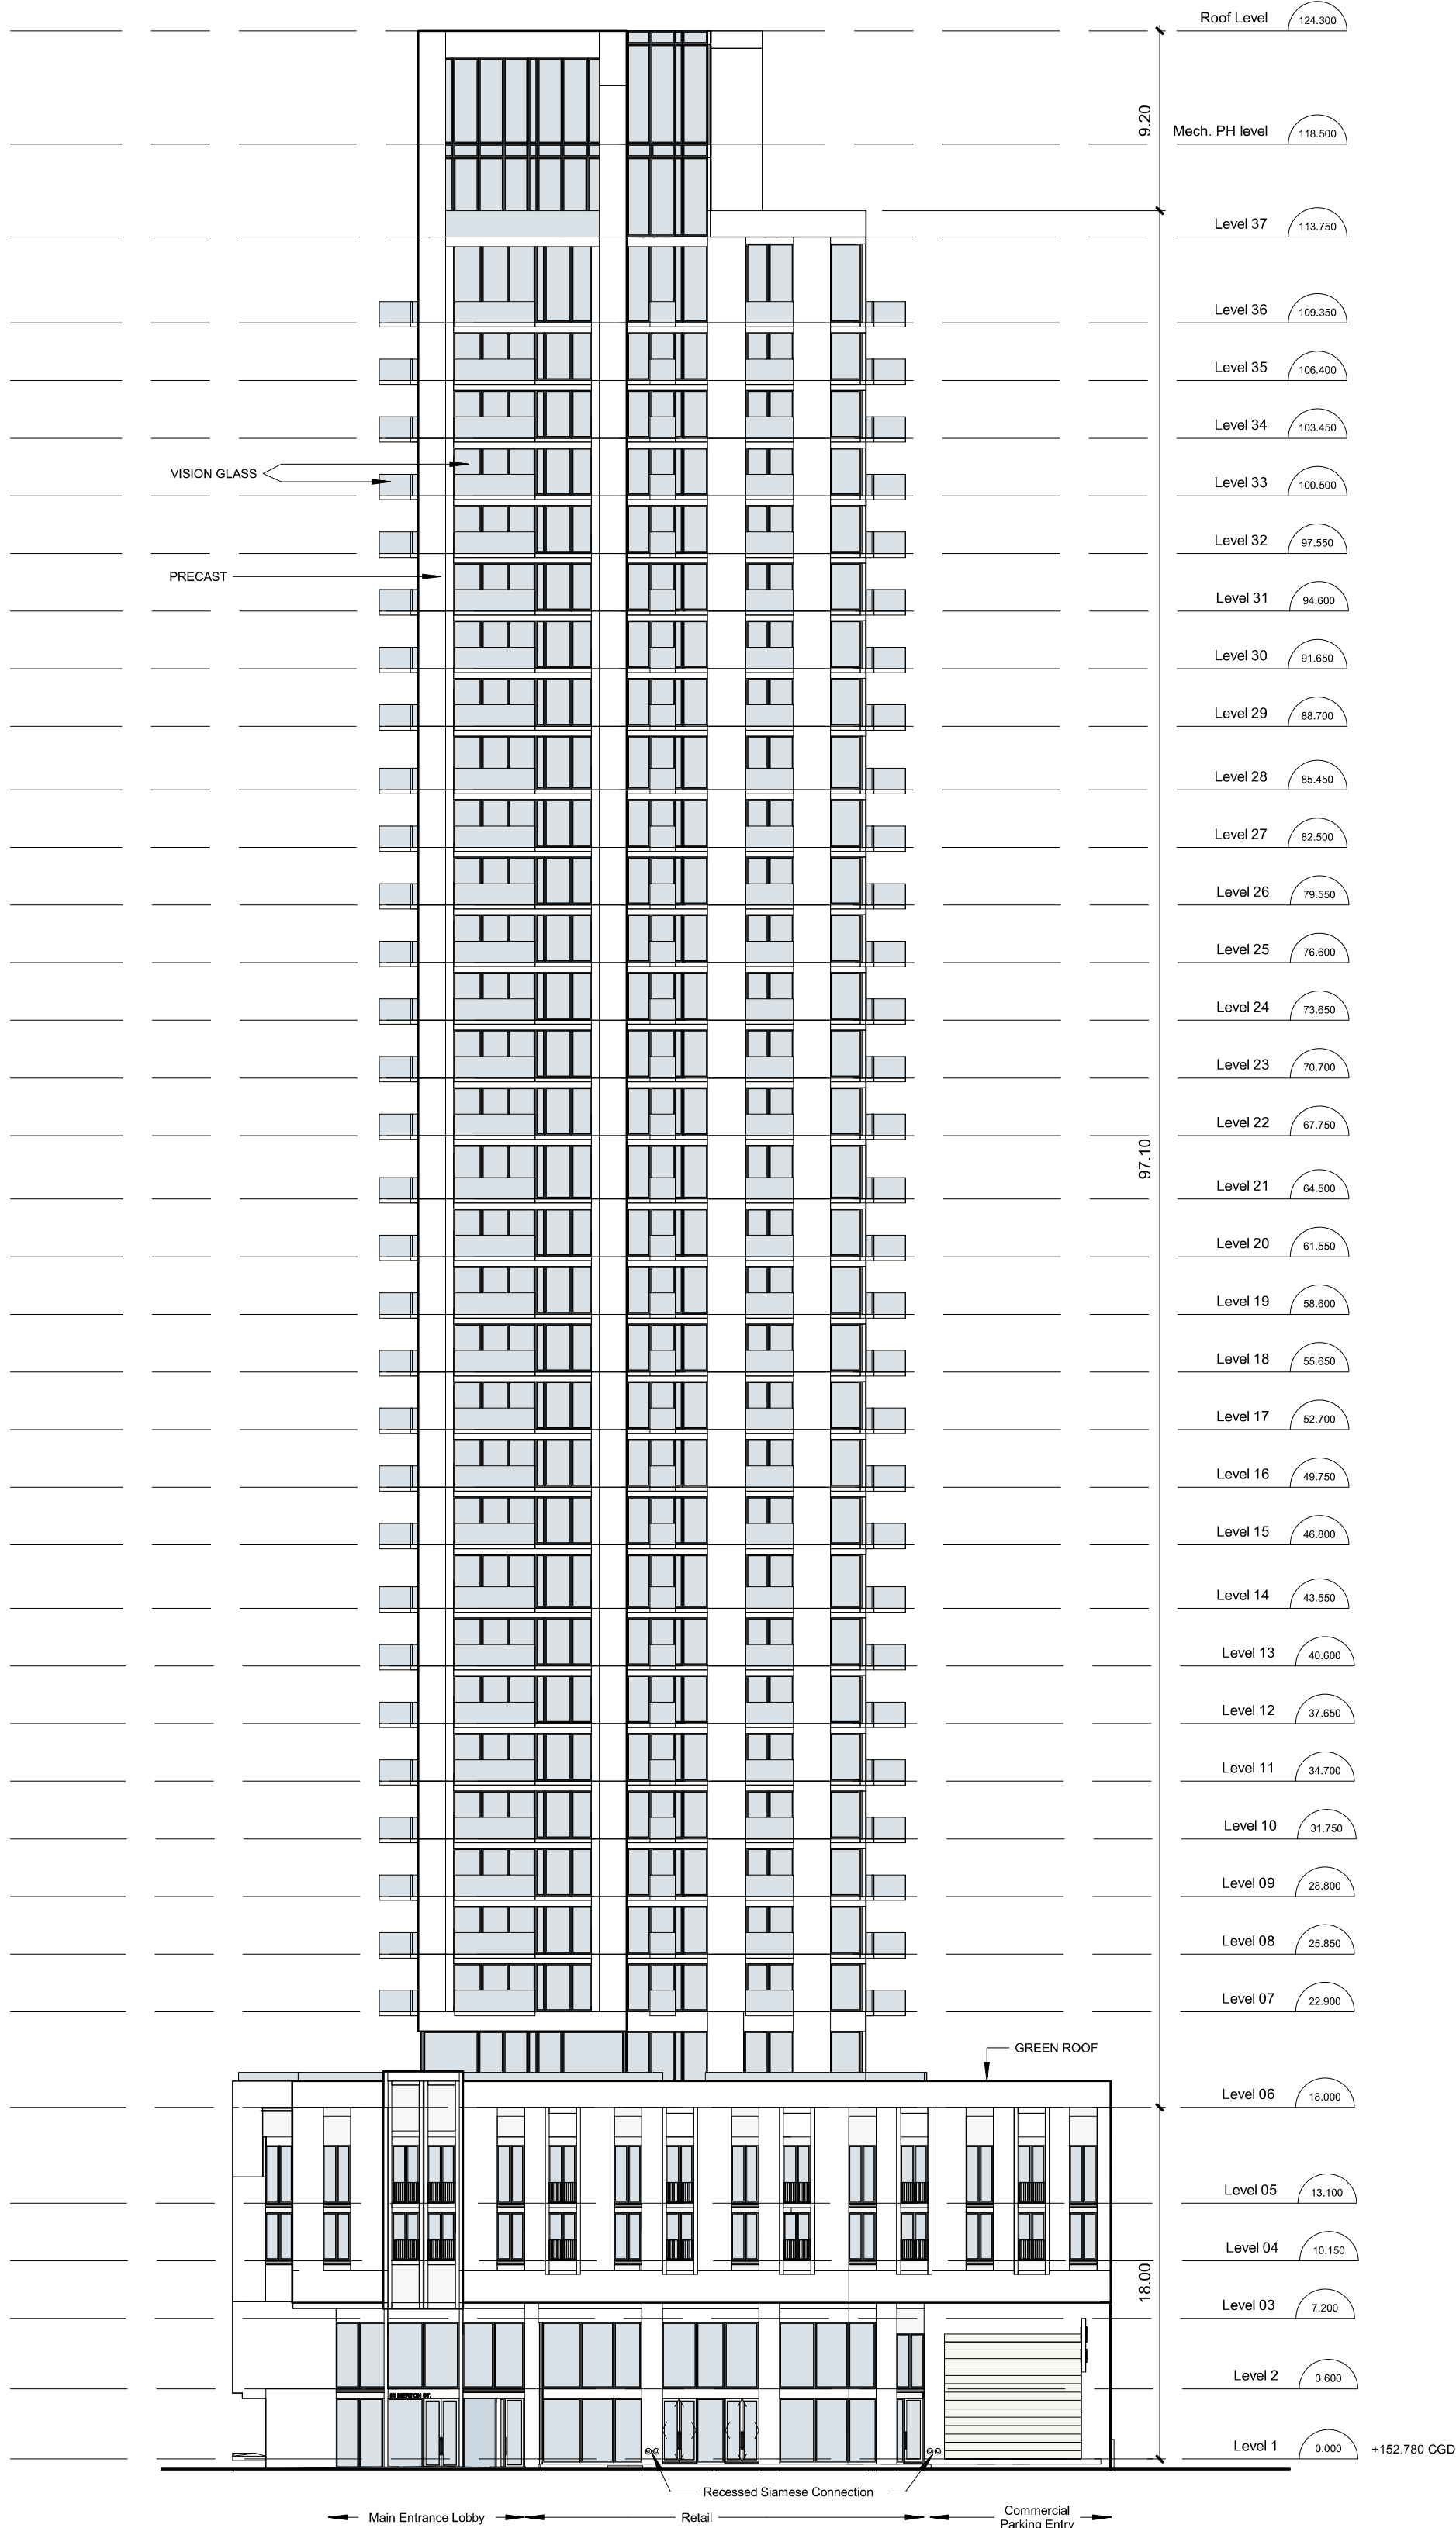 Roof Level 124.300
9.20
Mech. PH level 118.500
Level 37 113.750
Level 36 109.350
Level 35 106.400
Level 34 103.450
VISION GLASS
Level 33 100.500
Level 32 97.550
PRECAST
Level 31 94.600
Level 30 91.650
Level 29 88.700
Level 28 85.450
Level 27 82.500
Level 26 79.550
Level 25 76.600
Level 24 73.650
Level 23 70.700
Level 22 67.750
97.10
Level 21 64.500
Level 20 61.550
Level 19 58.600
Level 18 55.650
Level 17 52.700
Level 16 49.750
Level 15 46.800
Level 14 43.550
Level 13 40.600
Level 12 37.650
Level 11 34.700
Level 10 31.750
Level 09 28.800
Level 08 25.850
Level 07 22.900
GREEN ROOF
Level 06 18.000
Level 05 13.100
Level 04 10.150
18.00
Level 03 7.200
Level 2 3.600
MERTON ST.
Level 1 0.000 +152.780 CGD
Recessed Siamese Connection
Main Entrance Lobby
Retail
Commercial
Parking Entry